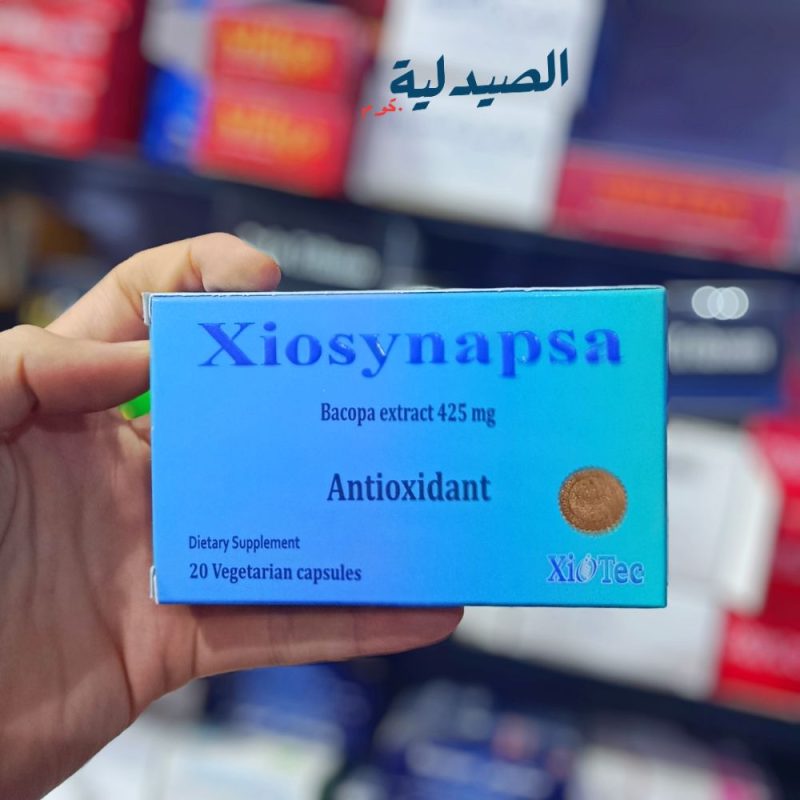 الصيدلية
.كوم
Xiosynapsa
Bacopa extract 425 mg
Antioxidant
Dietary Supplement
20 Vegetarian capsules
XioTec